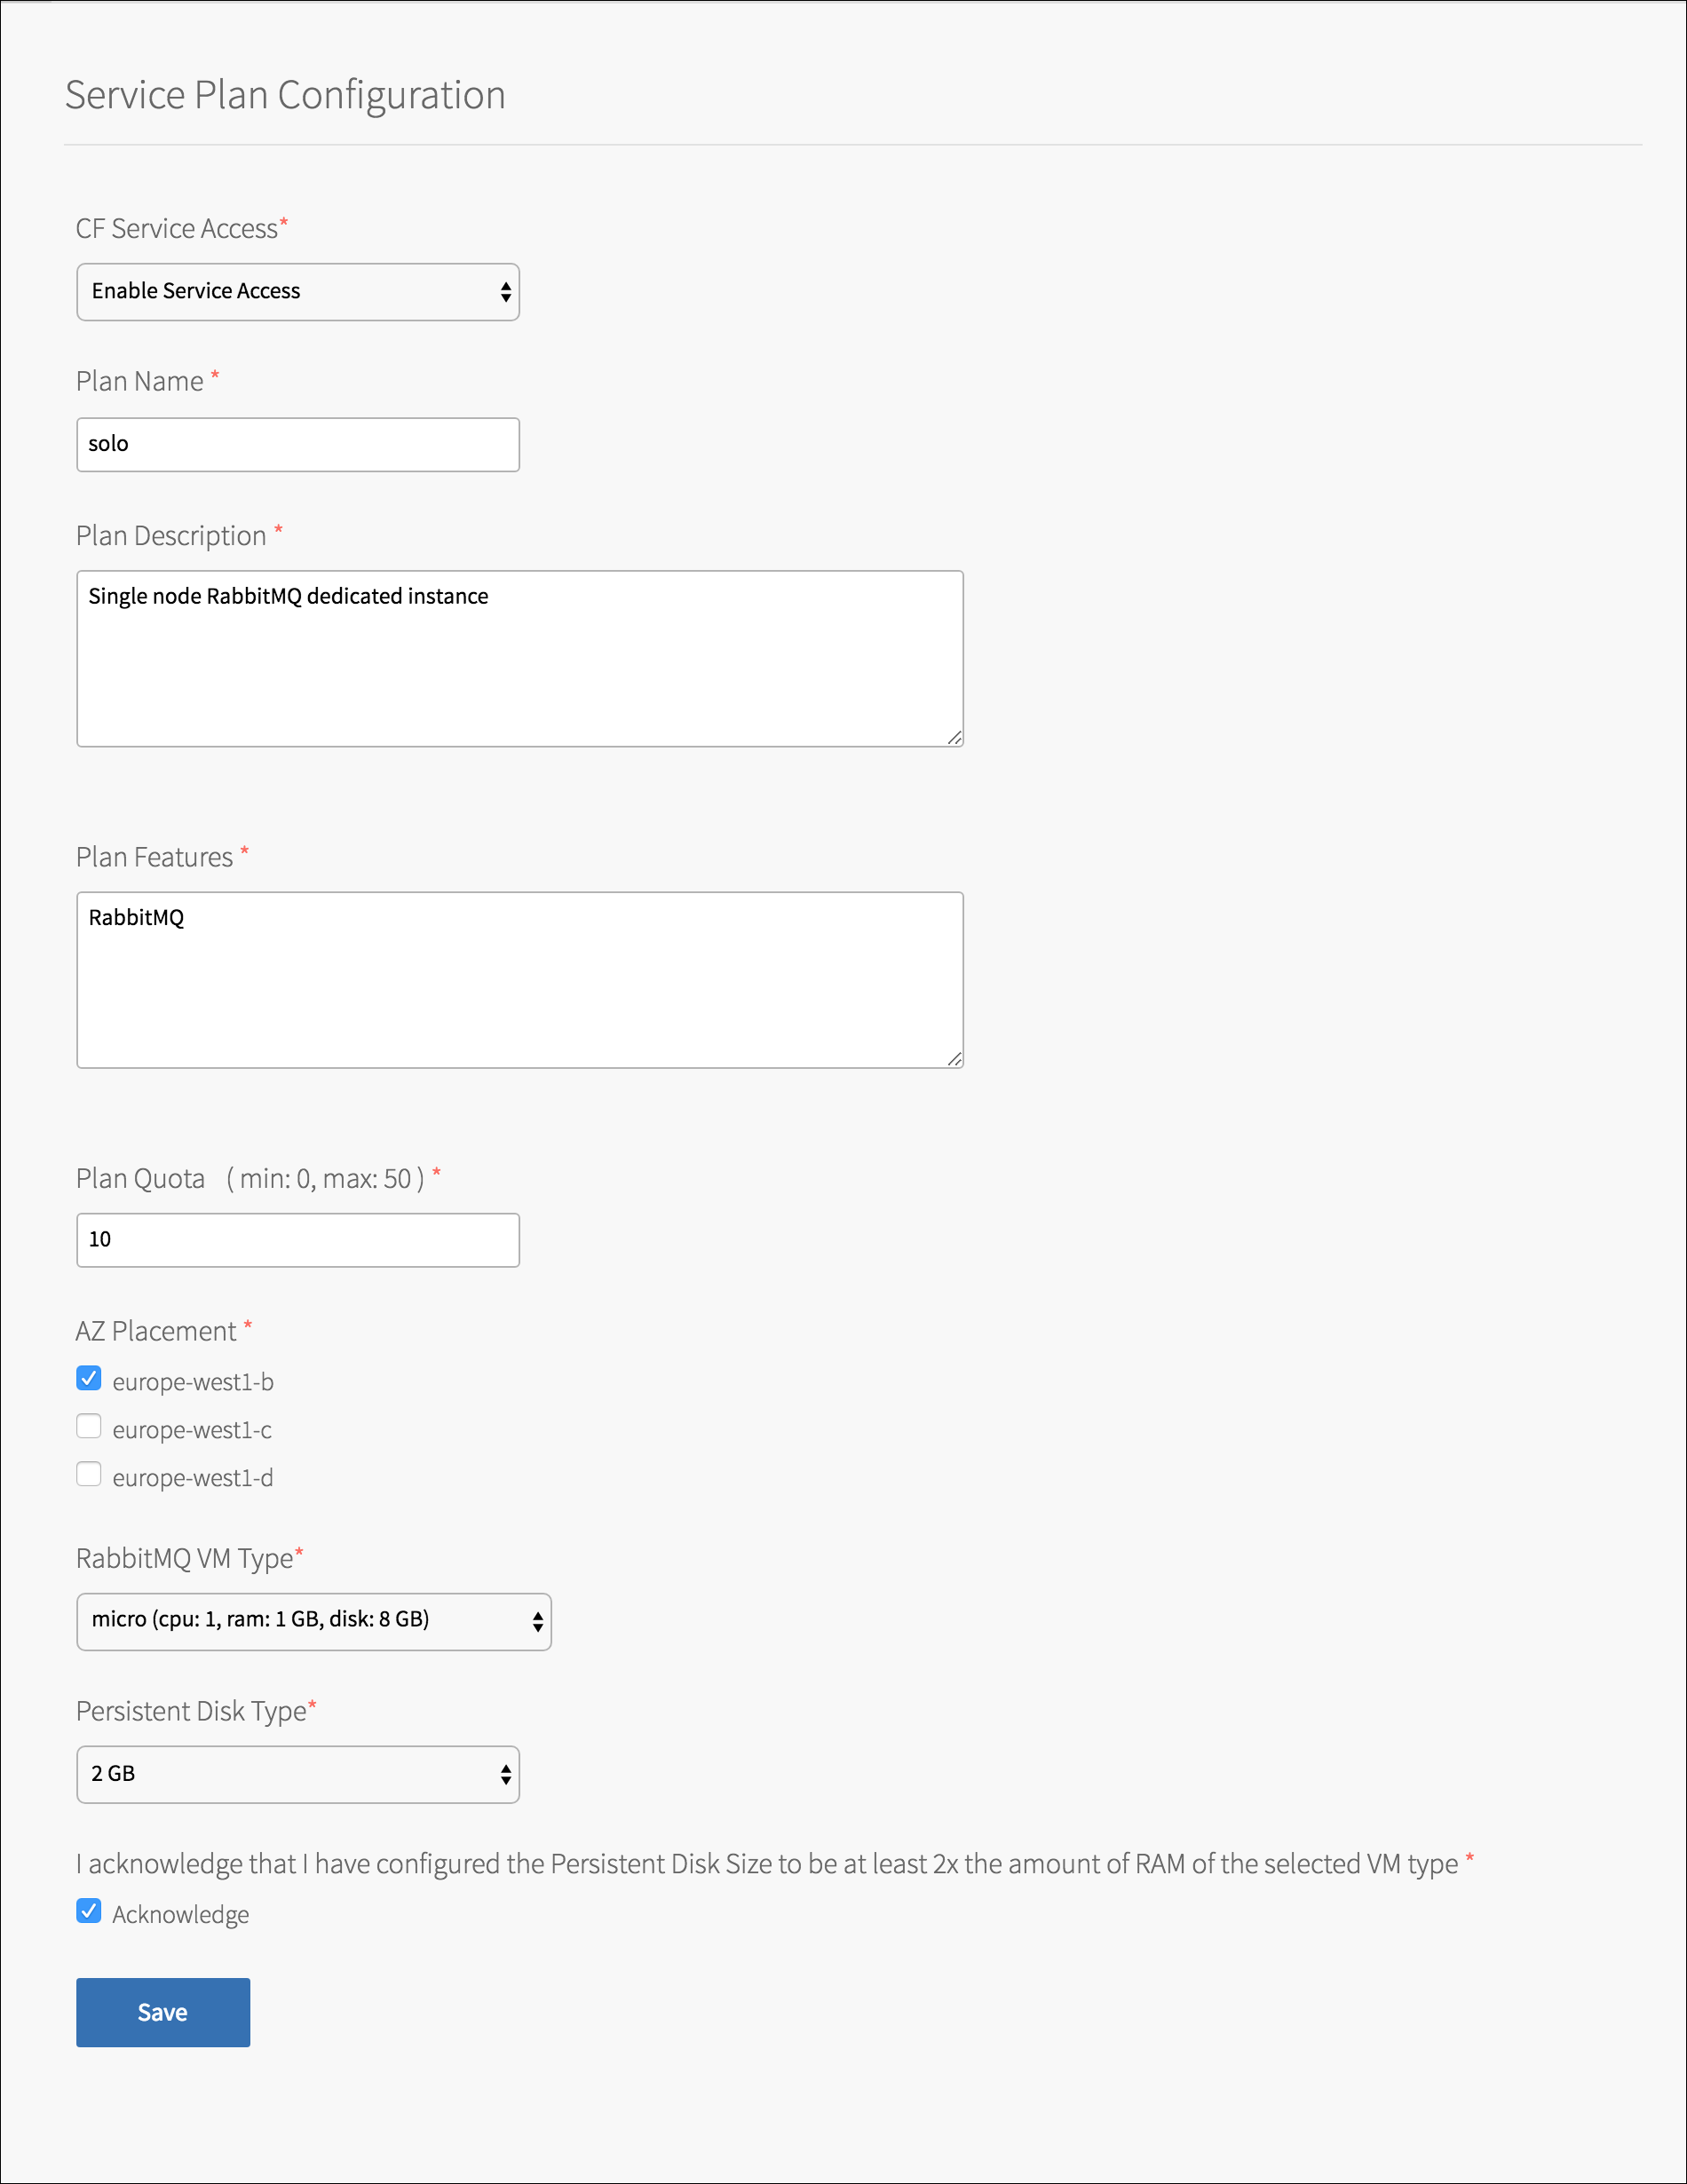 Service Plan Configuration
CF Service Access*
Enable Service Access
Plan Name *
solo
Plan Description *
Single node RabbitMQ dedicated instance
Plan Features *
RabbitMQ
Plan Quota ( min: 0, max: 50 ) *
10
AZ Placement *
europe-west1-b
europe-west1-c
europe-west1-d
RabbitMQ VM Type*
micro (cpu: 1, ram: 1 GB, disk: 8 GB)
Persistent Disk Type*
2 GB
I acknowledge that I have configured the Persistent Disk Size to be at least 2x the amount of RAM of the selected VM type *
Acknowledge
Save